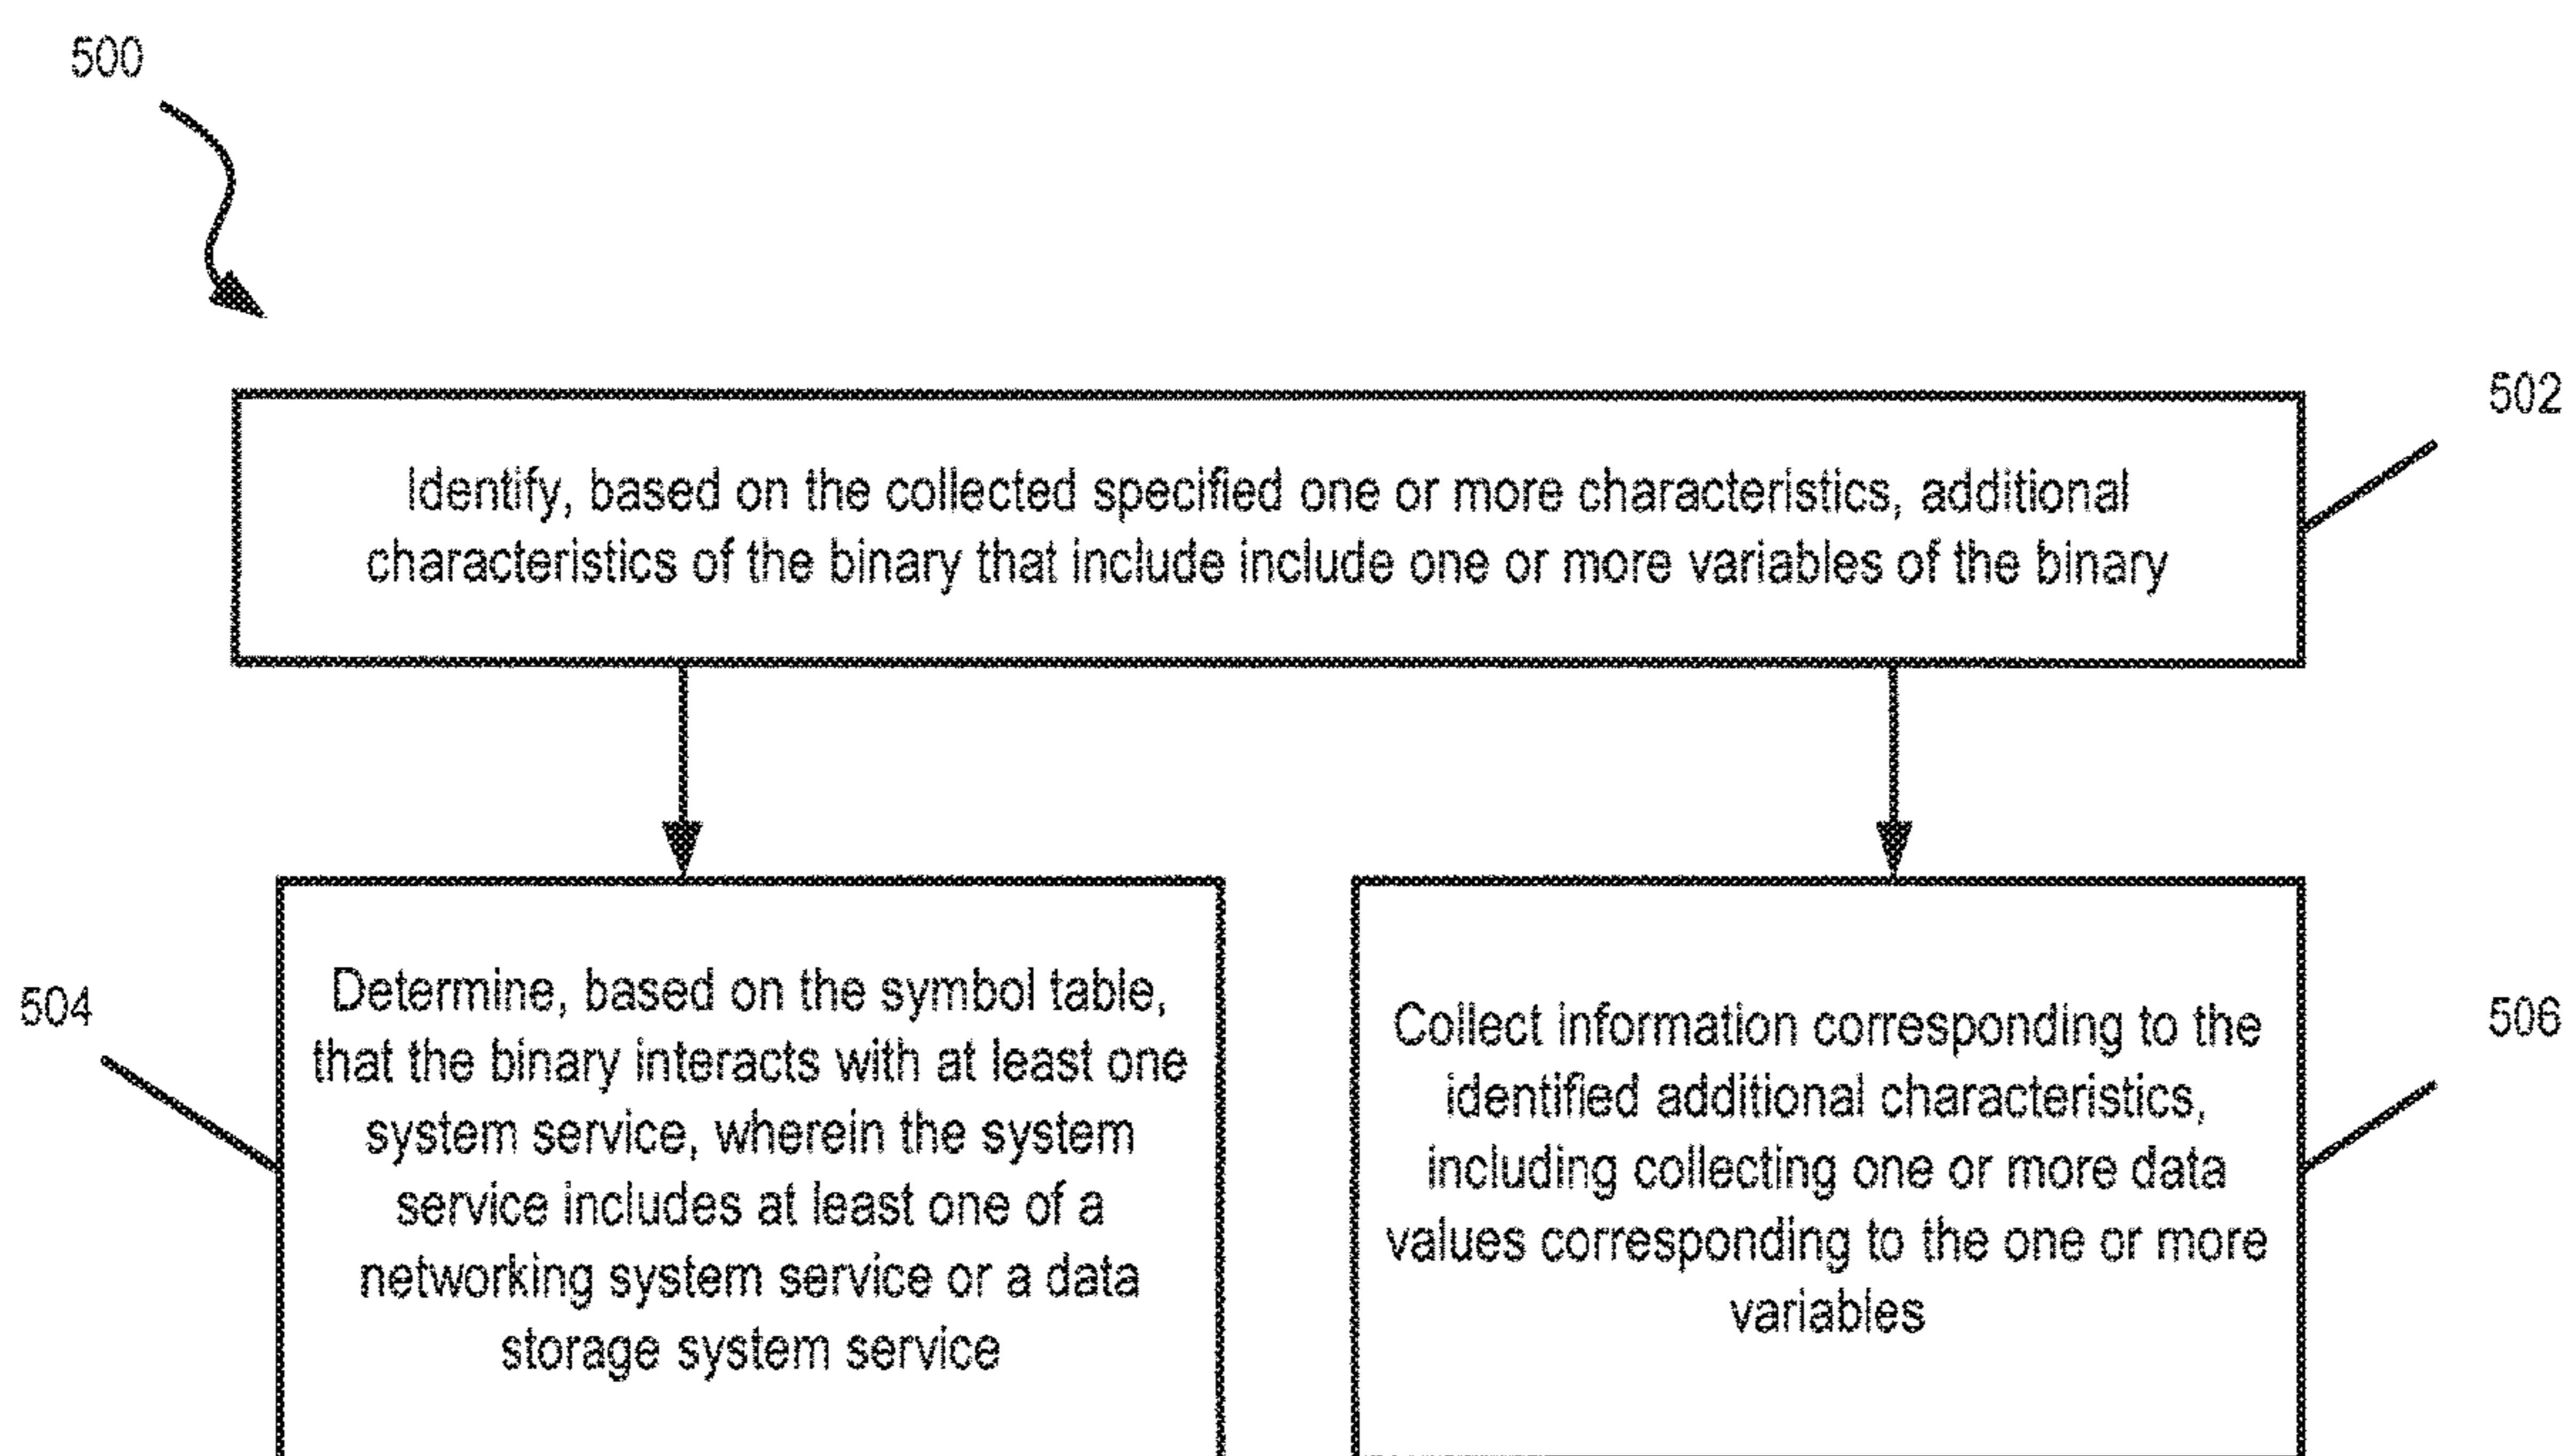 500
502
Identify, based on the collected specified one or more characteristics, additional
characteristics of the binary that include include one or more variables of the binary
504
Determine, based on the symbol table,
that the binary interacts with at least one
system service, wherein the system
service includes at least one of a
networking system service or a data
storage system service
506
Collect information corresponding to the
identified additional characteristics,
including collecting one or more data
values corresponding to the one or more
variables